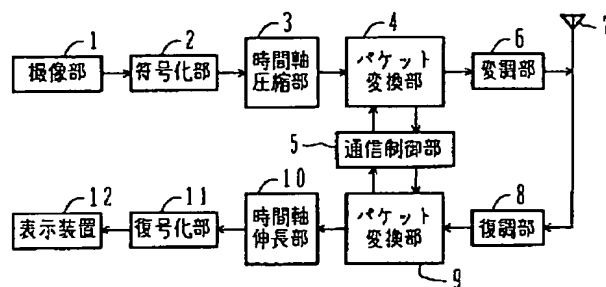 1
撮像部
2
符号化部
3
時間軸
圧縮部
4
パケット
変換部
6
変調部
7
5
通信制御部
12
表示装置
11
復号化部
10
時間軸
伸長部
パケット
変換部
9
8
復調部